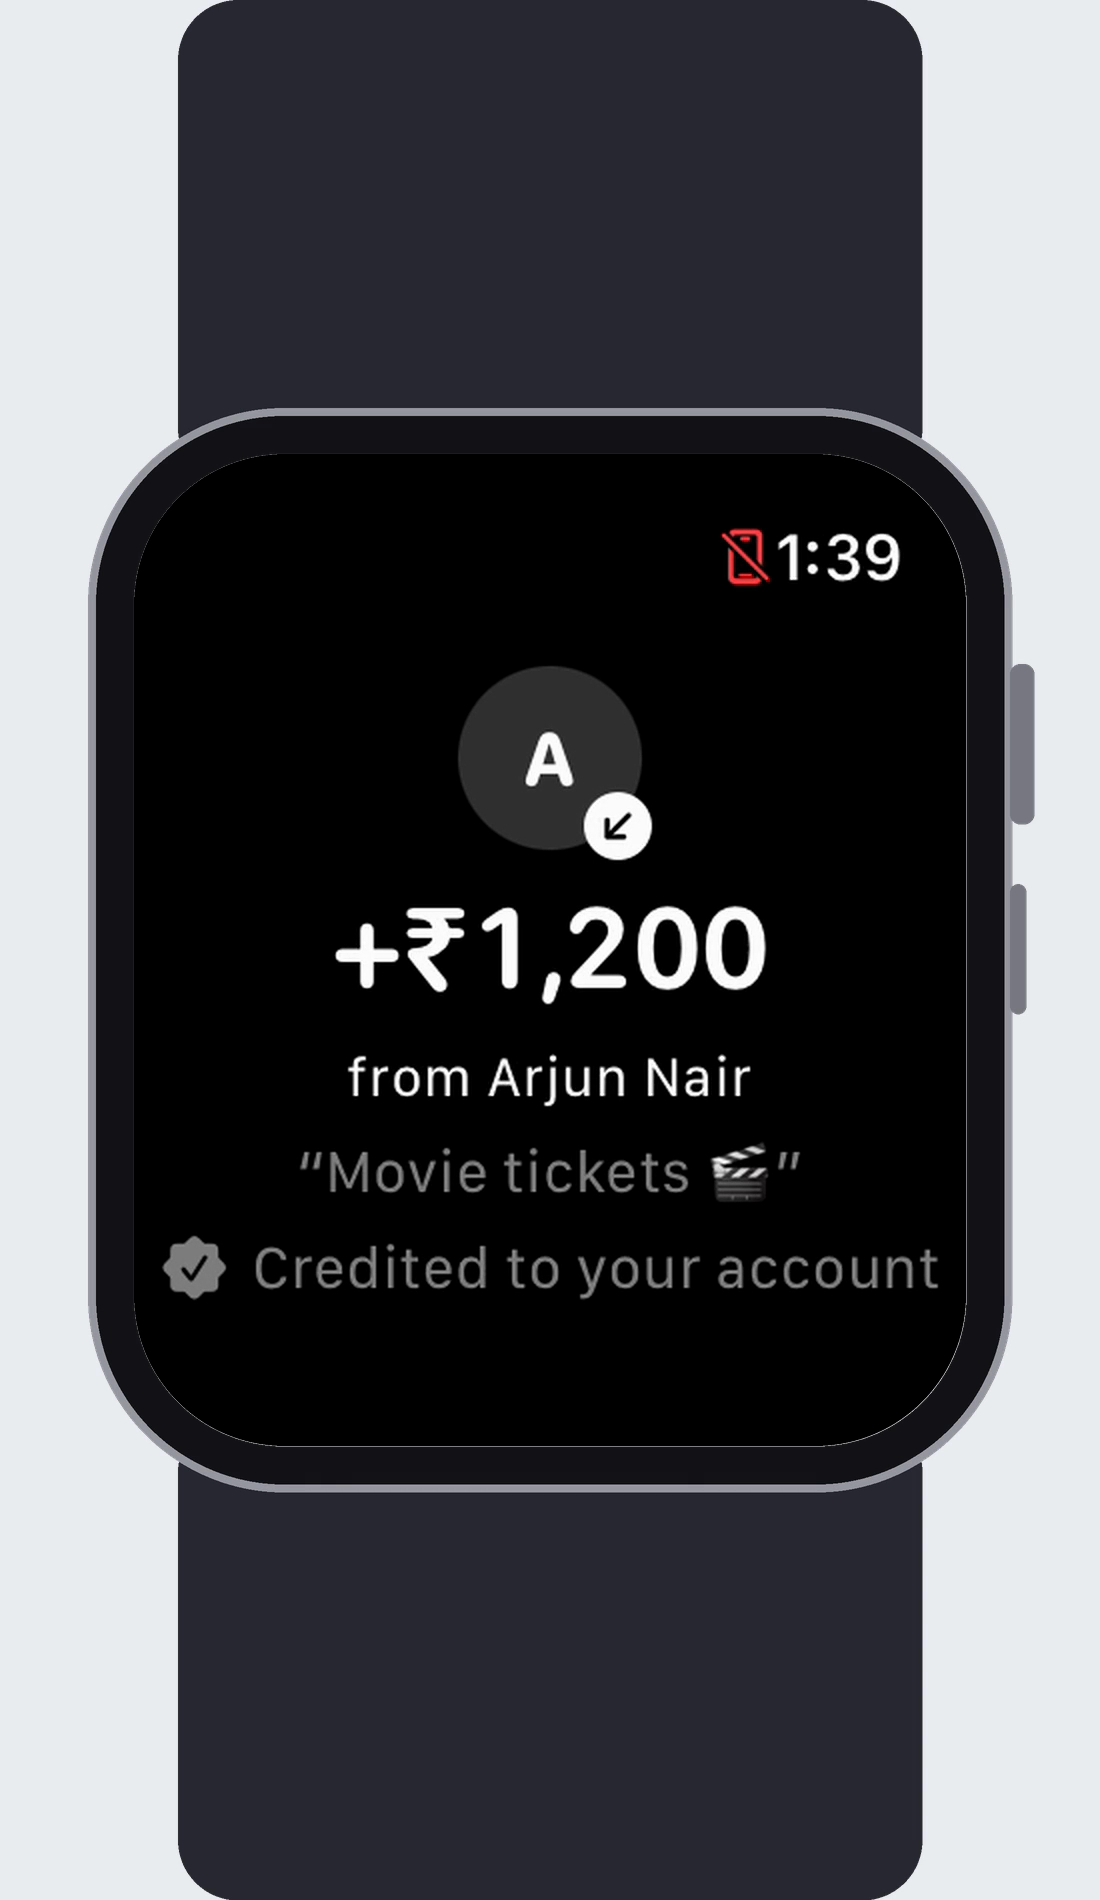 1:39
A
+₹1,200
from Arjun Nair
“Movie tickets 🎬”
Credited to your account